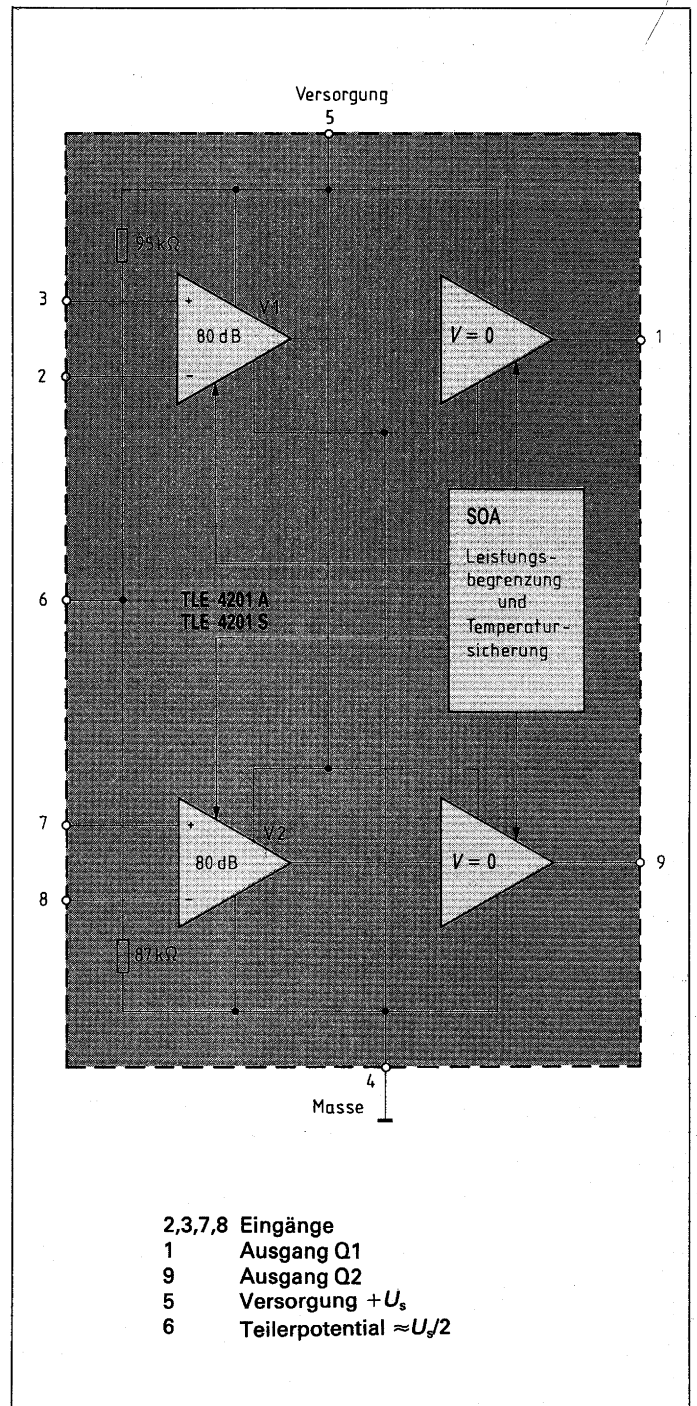 Versorgung
5
95kΩ
3
+
V1
80 dB
V = 0
1
2
−
SOA
Leistungs-
begrenzung
und
Temperatur-
sicherung
6
TLE 4201 A
TLE 4201 S
7
+
V2
80 dB
V = 0
9
8
−
87kΩ
4
Masse
2,3,7,8 Eingänge
1 Ausgang Q1
9 Ausgang Q2
5 Versorgung +Us
6 Teilerpotential ≈Us/2